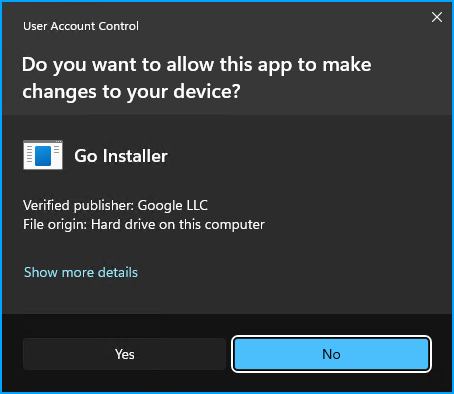 User Account Control
Do you want to allow this app to make
changes to your device?
Go Installer
Verified publisher: Google LLC
File origin: Hard drive on this computer
Show more details
Yes
No